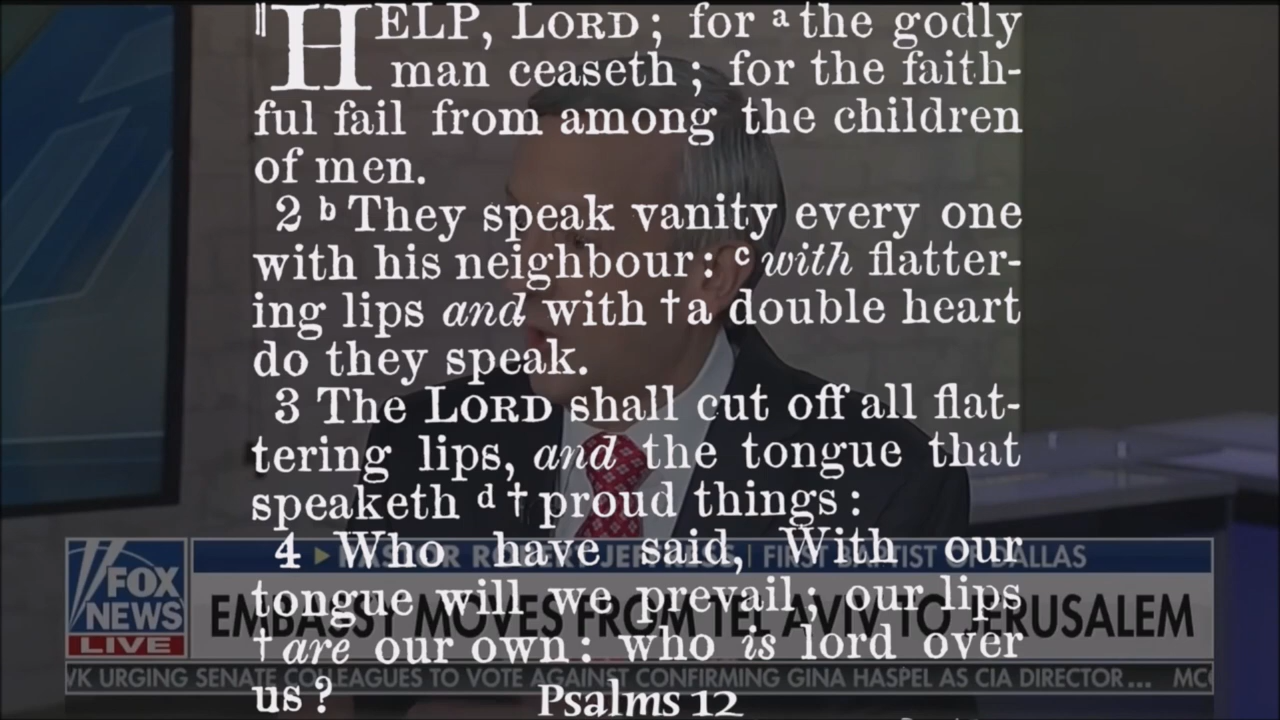 ‖ HELP, LORD; for ᵃ the godly
man ceaseth; for the faith-
ful fail from among the children
of men.
2 ᵇ They speak vanity every one
with his neighbour: ᶜ with flatter-
ing lips and with † a double heart
do they speak.
3 The LORD shall cut off all flat-
tering lips, and the tongue that
speaketh ᵈ † proud things:
4 Who have said, With our
tongue will we prevail; our lips
† are our own: who is lord over
us?
Psalms 12
PASTOR ROBERT JEFFRESS | FIRST BAPTIST OF DALLAS
FOX
NEWS
LIVE
EMBASSY MOVES FROM TEL AVIV TO JERUSALEM
VK URGING SENATE COLLEAGUES TO VOTE AGAINST CONFIRMING GINA HASPEL AS CIA DIRECTOR ... MC